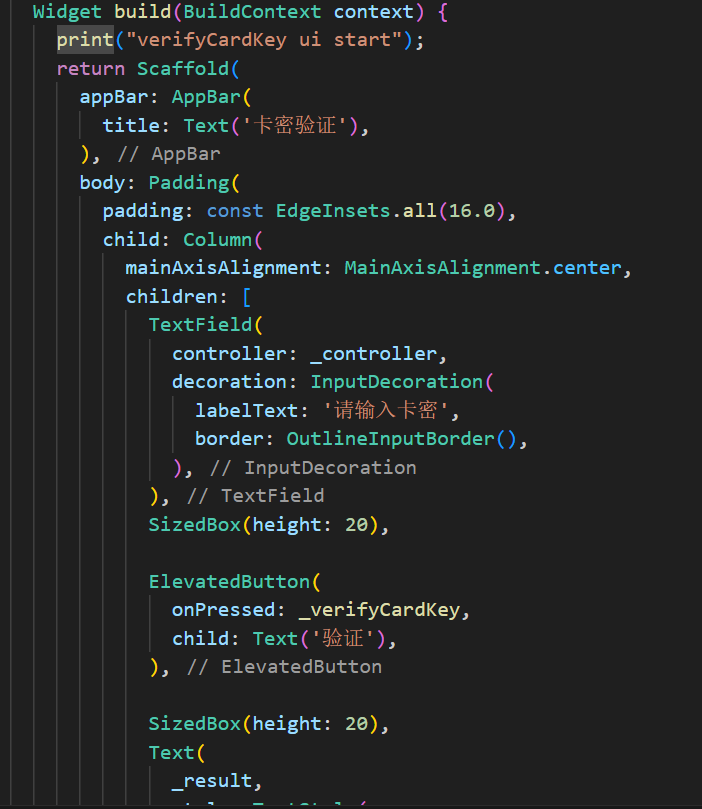 Widget build(BuildContext context) {
print("verifyCardKey ui start");
return Scaffold(
appBar: AppBar(
title: Text('卡密验证'),
), // AppBar
body: Padding(
padding: const EdgeInsets.all(16.0),
child: Column(
mainAxisAlignment: MainAxisAlignment.center,
children: [
TextField(
controller: _controller,
decoration: InputDecoration(
labelText: '请输入卡密',
border: OutlineInputBorder(),
), // InputDecoration
), // TextField
SizedBox(height: 20),
ElevatedButton(
onPressed: _verifyCardKey,
child: Text('验证'),
), // ElevatedButton
SizedBox(height: 20),
Text(
_result,